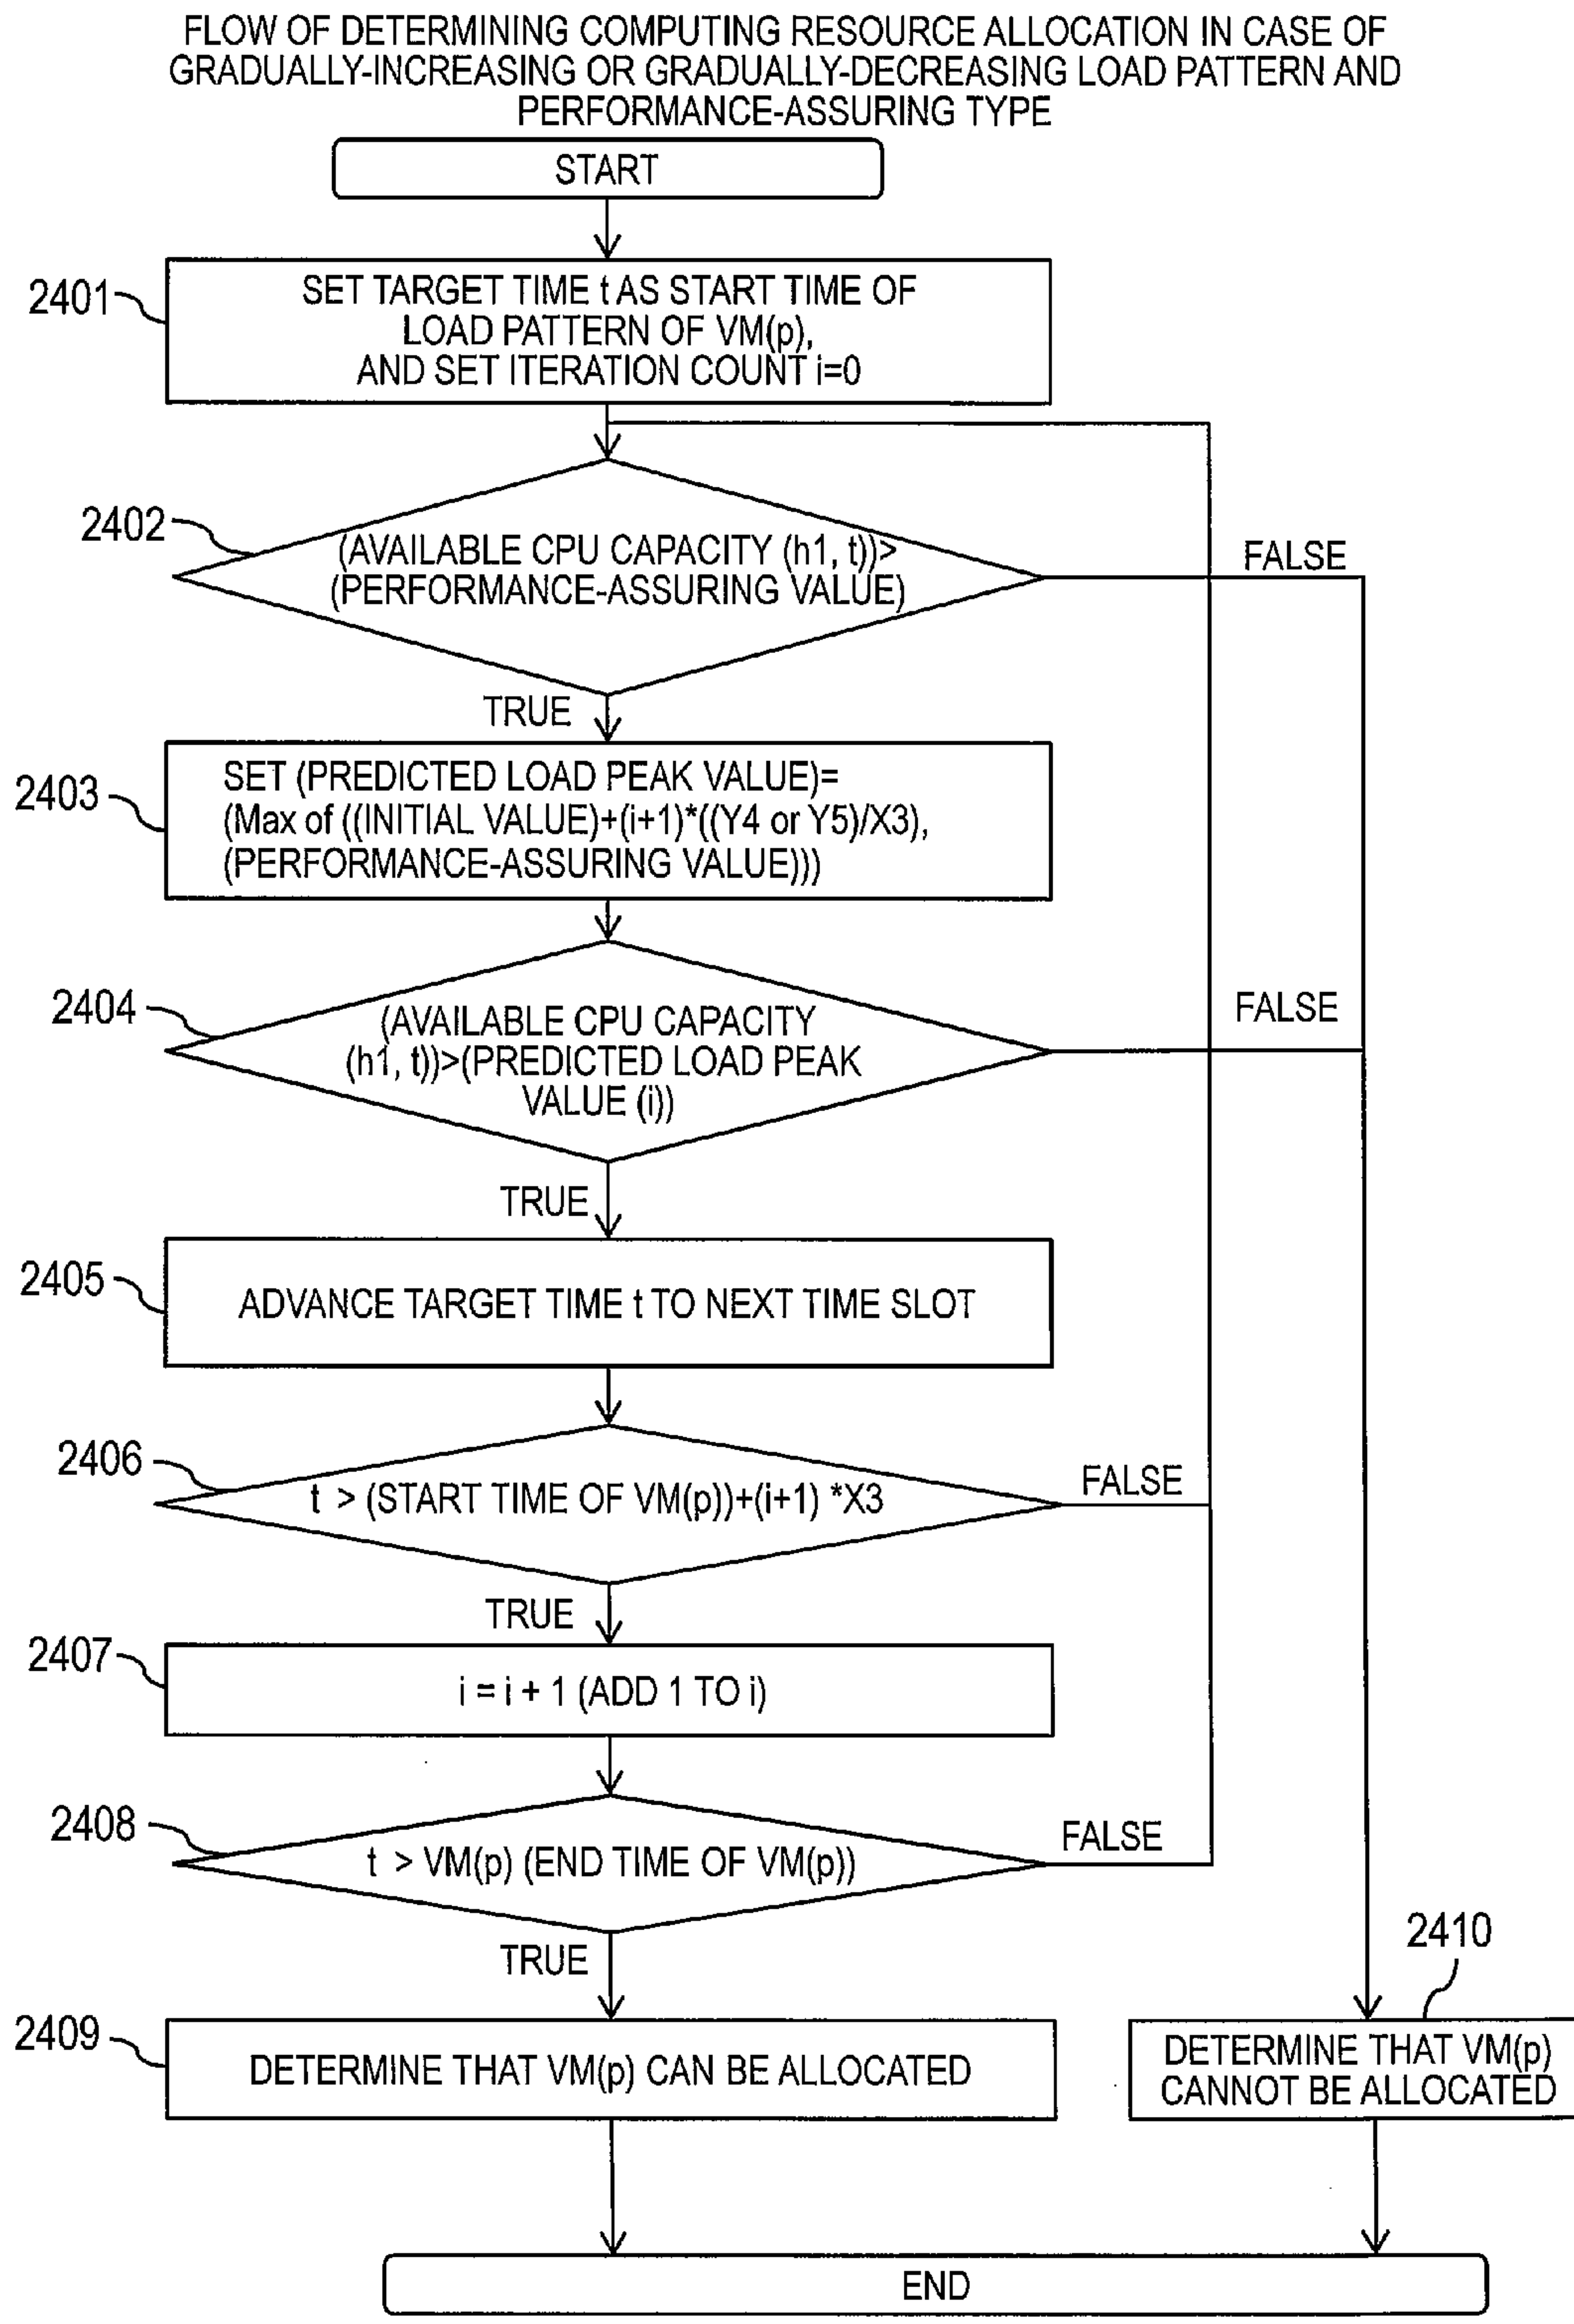 FLOW OF DETERMINING COMPUTING RESOURCE ALLOCATION IN CASE OF
GRADUALLY-INCREASING OR GRADUALLY-DECREASING LOAD PATTERN AND
PERFORMANCE-ASSURING TYPE
START
2401
SET TARGET TIME t AS START TIME OF
LOAD PATTERN OF VM(p),
AND SET ITERATION COUNT i=0
2402
(AVAILABLE CPU CAPACITY (h1, t))>
(PERFORMANCE-ASSURING VALUE)
FALSE
TRUE
2403
SET (PREDICTED LOAD PEAK VALUE)=
(Max of ((INITIAL VALUE)+(i+1)*((Y4 or Y5)/X3),
(PERFORMANCE-ASSURING VALUE)))
2404
(AVAILABLE CPU CAPACITY
(h1, t))>(PREDICTED LOAD PEAK
VALUE (i))
FALSE
TRUE
2405
ADVANCE TARGET TIME t TO NEXT TIME SLOT
2406
t > (START TIME OF VM(p))+(i+1) *X3
FALSE
TRUE
2407
i = i + 1 (ADD 1 TO i)
2408
t > VM(p) (END TIME OF VM(p))
FALSE
TRUE
2409
DETERMINE THAT VM(p) CAN BE ALLOCATED
2410
DETERMINE THAT VM(p)
CANNOT BE ALLOCATED
END